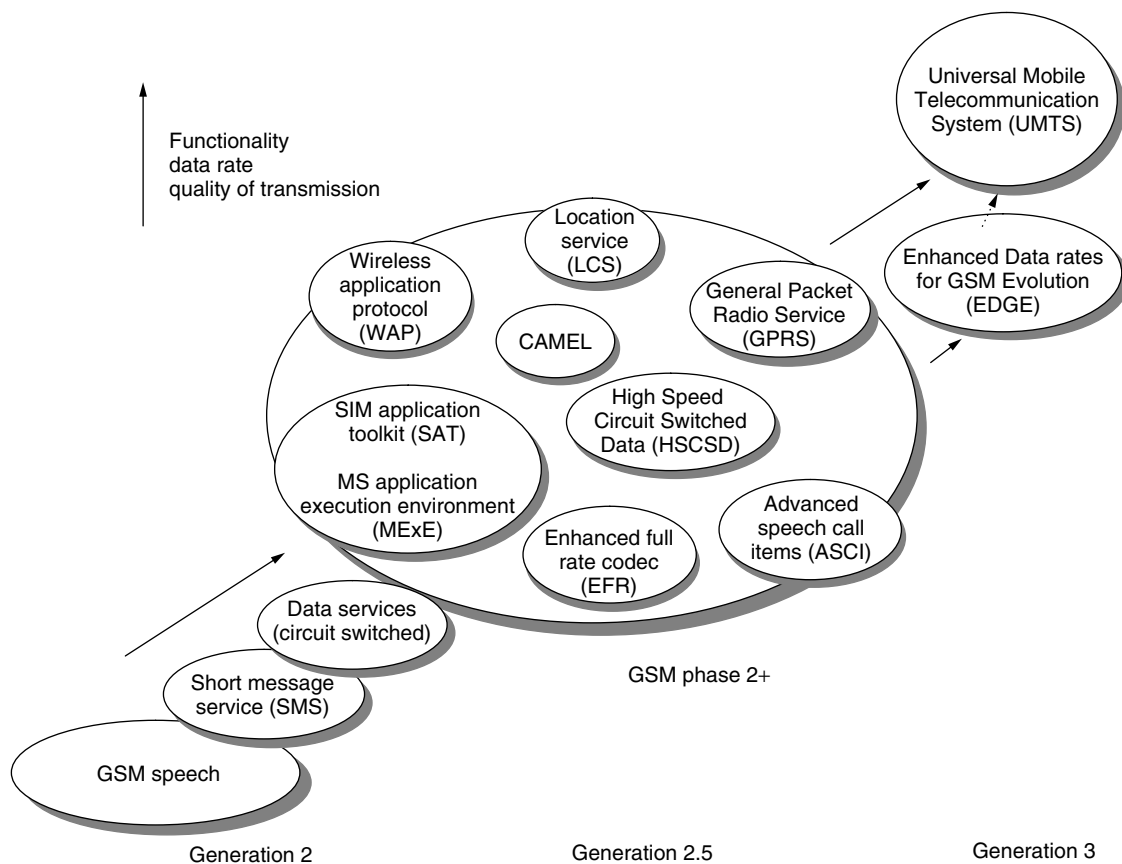 Universal Mobile
Telecommunication
System (UMTS)
Functionality
data rate
quality of transmission
Location
service
(LCS)
Wireless
application
protocol
(WAP)
Enhanced Data rates
for GSM Evolution
(EDGE)
General Packet
Radio Service
(GPRS)
CAMEL
SIM application
toolkit (SAT)
MS application
execution environment
(MExE)
High Speed
Circuit Switched
Data (HSCSD)
Enhanced full
rate codec
(EFR)
Advanced
speech call
items (ASCI)
Data services
(circuit switched)
Short message
service (SMS)
GSM phase 2+
GSM speech
Generation 2
Generation 2.5
Generation 3